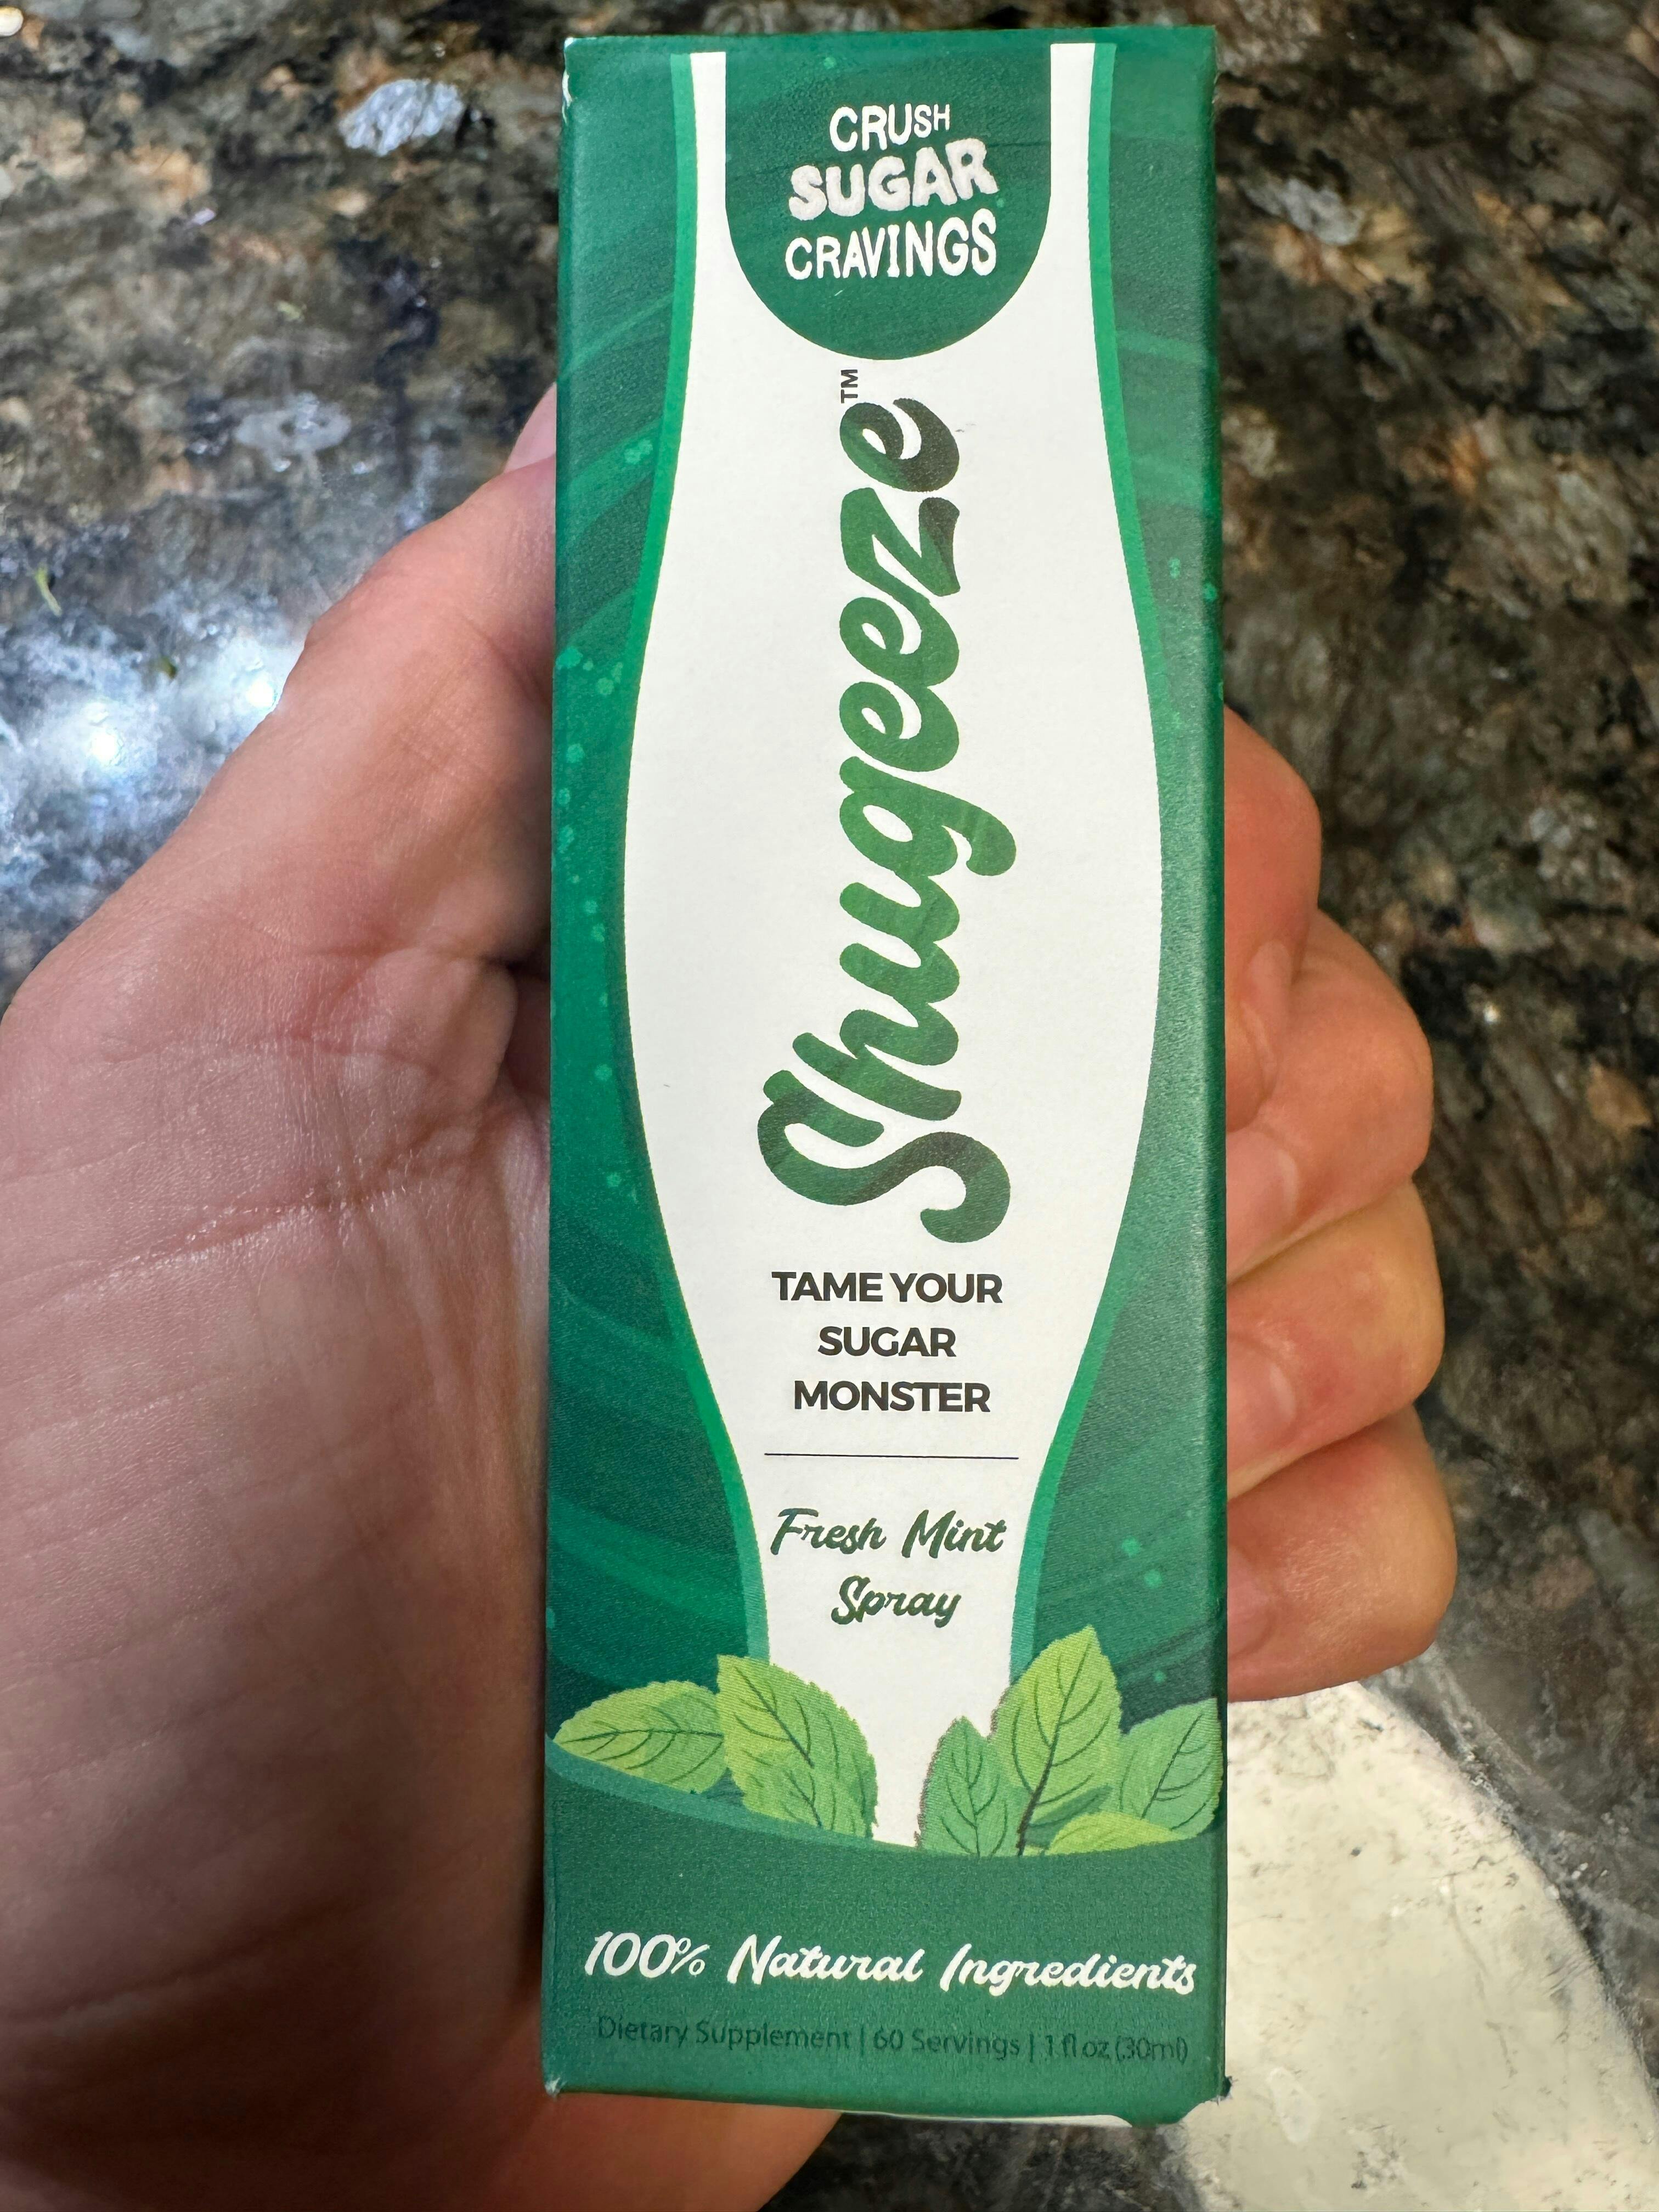 CRUSH
SUGAR
CRAVINGS
Shugeeze™
TAME YOUR
SUGAR
MONSTER
Fresh Mint
Spray
100% Natural Ingredients
Dietary Supplement | 60 Servings | 1 fl oz (30ml)